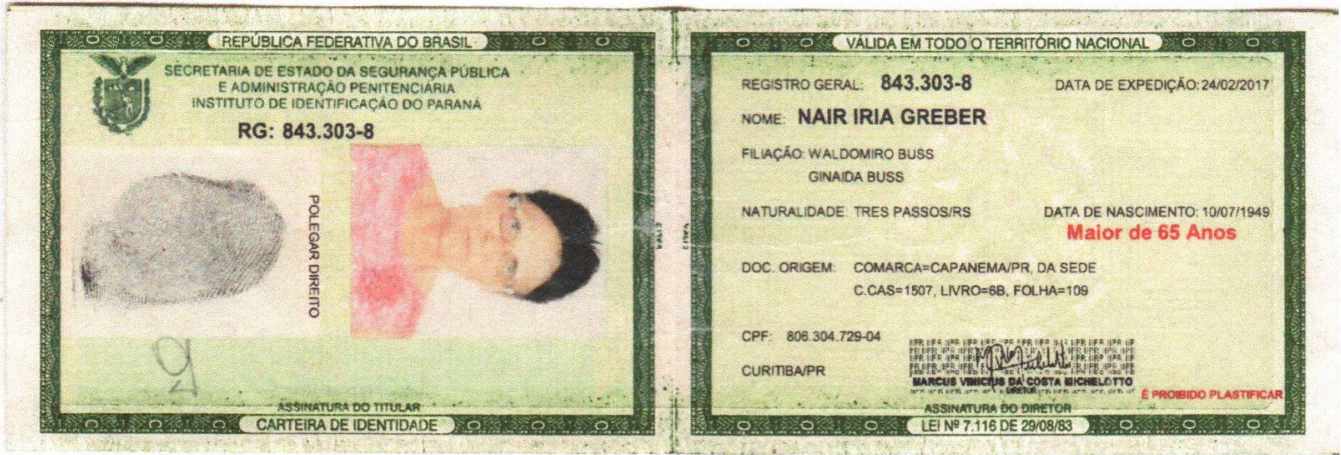 REPÚBLICA FEDERATIVA DO BRASIL
SECRETARIA DE ESTADO DA SEGURANÇA PÚBLICA
E ADMINISTRAÇÃO PENITENCIÁRIA
INSTITUTO DE IDENTIFICAÇÃO DO PARANÁ
RG: 843.303-8
POLEGAR DIREITO
ASSINATURA DO TITULAR
CARTEIRA DE IDENTIDADE
VÁLIDA EM TODO O TERRITÓRIO NACIONAL
REGISTRO GERAL: 843.303-8 DATA DE EXPEDIÇÃO: 24/02/2017
NOME: NAIR IRIA GREBER
FILIAÇÃO: WALDOMIRO BUSS
GINAIDA BUSS
NATURALIDADE: TRES PASSOS/RS DATA DE NASCIMENTO: 10/07/1949
Maior de 65 Anos
DOC. ORIGEM: COMARCA=CAPANEMA/PR, DA SEDE
C.CAS=1507, LIVRO=6B, FOLHA=109
CPF: 806.304.729-04
CURITIBA/PR
MARCUS VINICIUS DA COSTA MICHELOTTO
DIRETOR
É PROIBIDO PLASTIFICAR
ASSINATURA DO DIRETOR
LEI Nº 7.116 DE 29/08/83